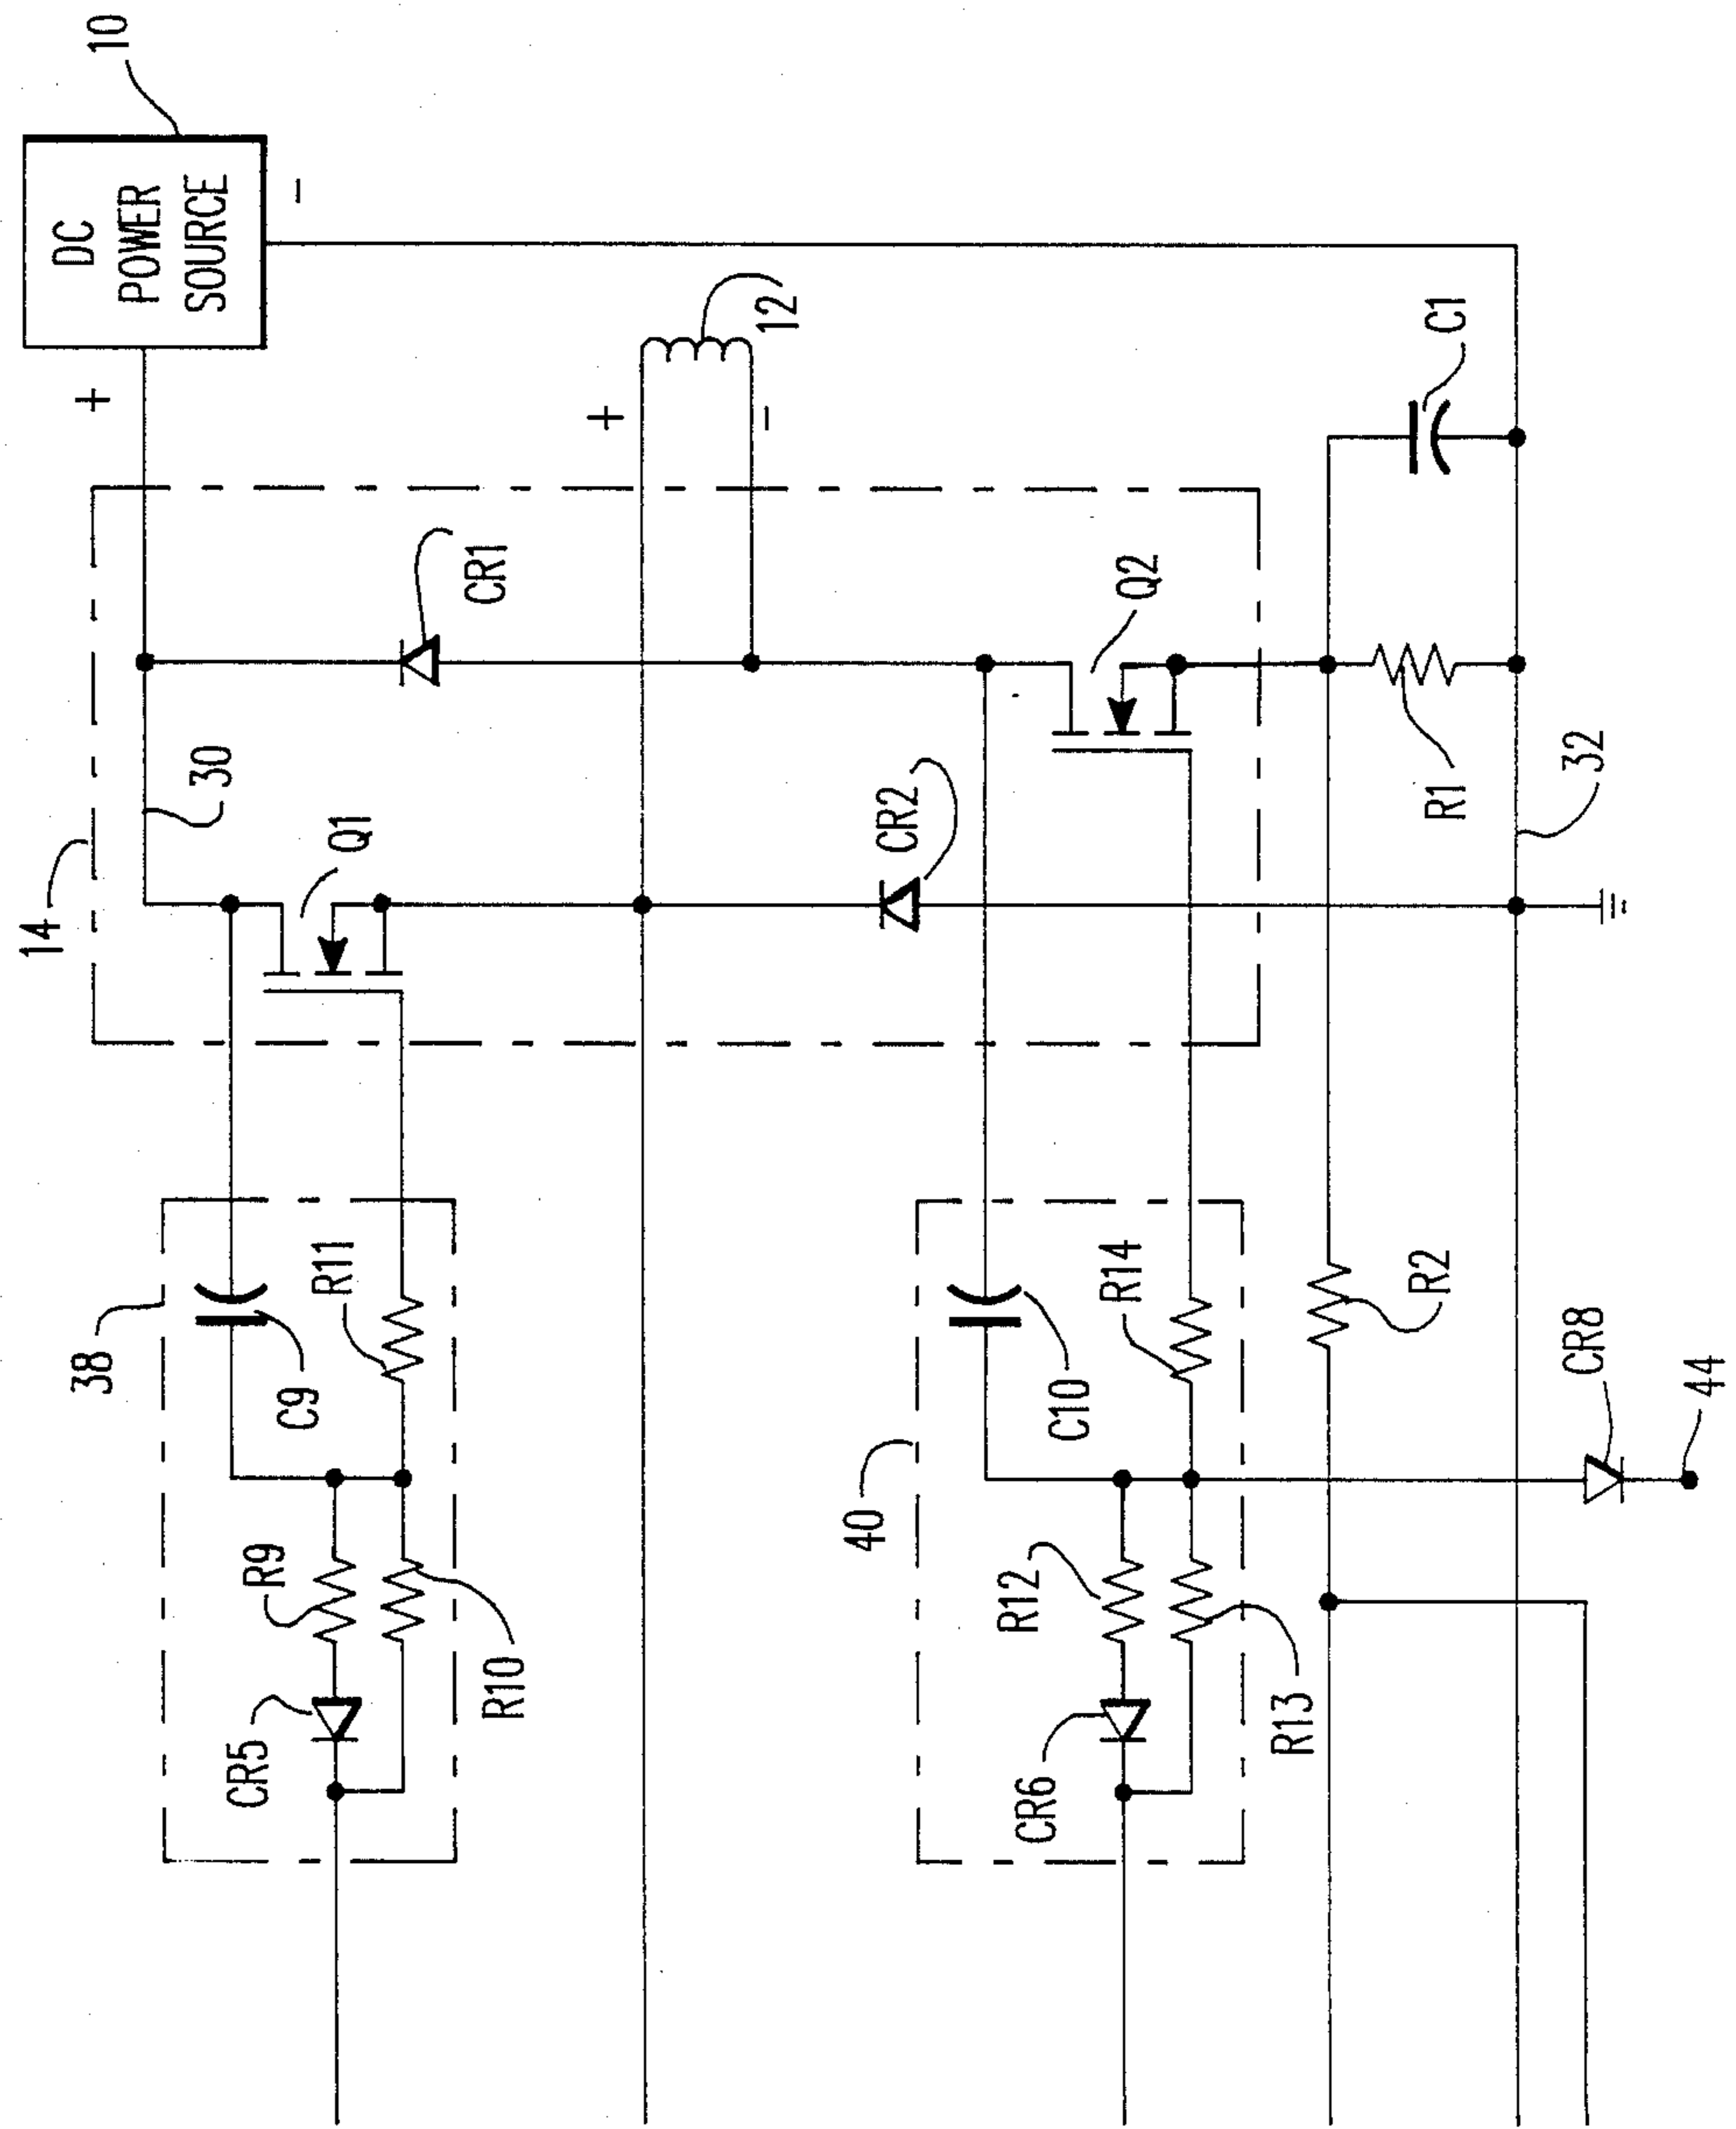 10
DC
POWER
SOURCE
-
+
12
+
-
C1
CR1
Q2
14
30
Q1
CR2
R1
32
38
C9
R11
R14
C10
R2
CR8
44
40
R9
R10
CR5
R12
R13
CR6